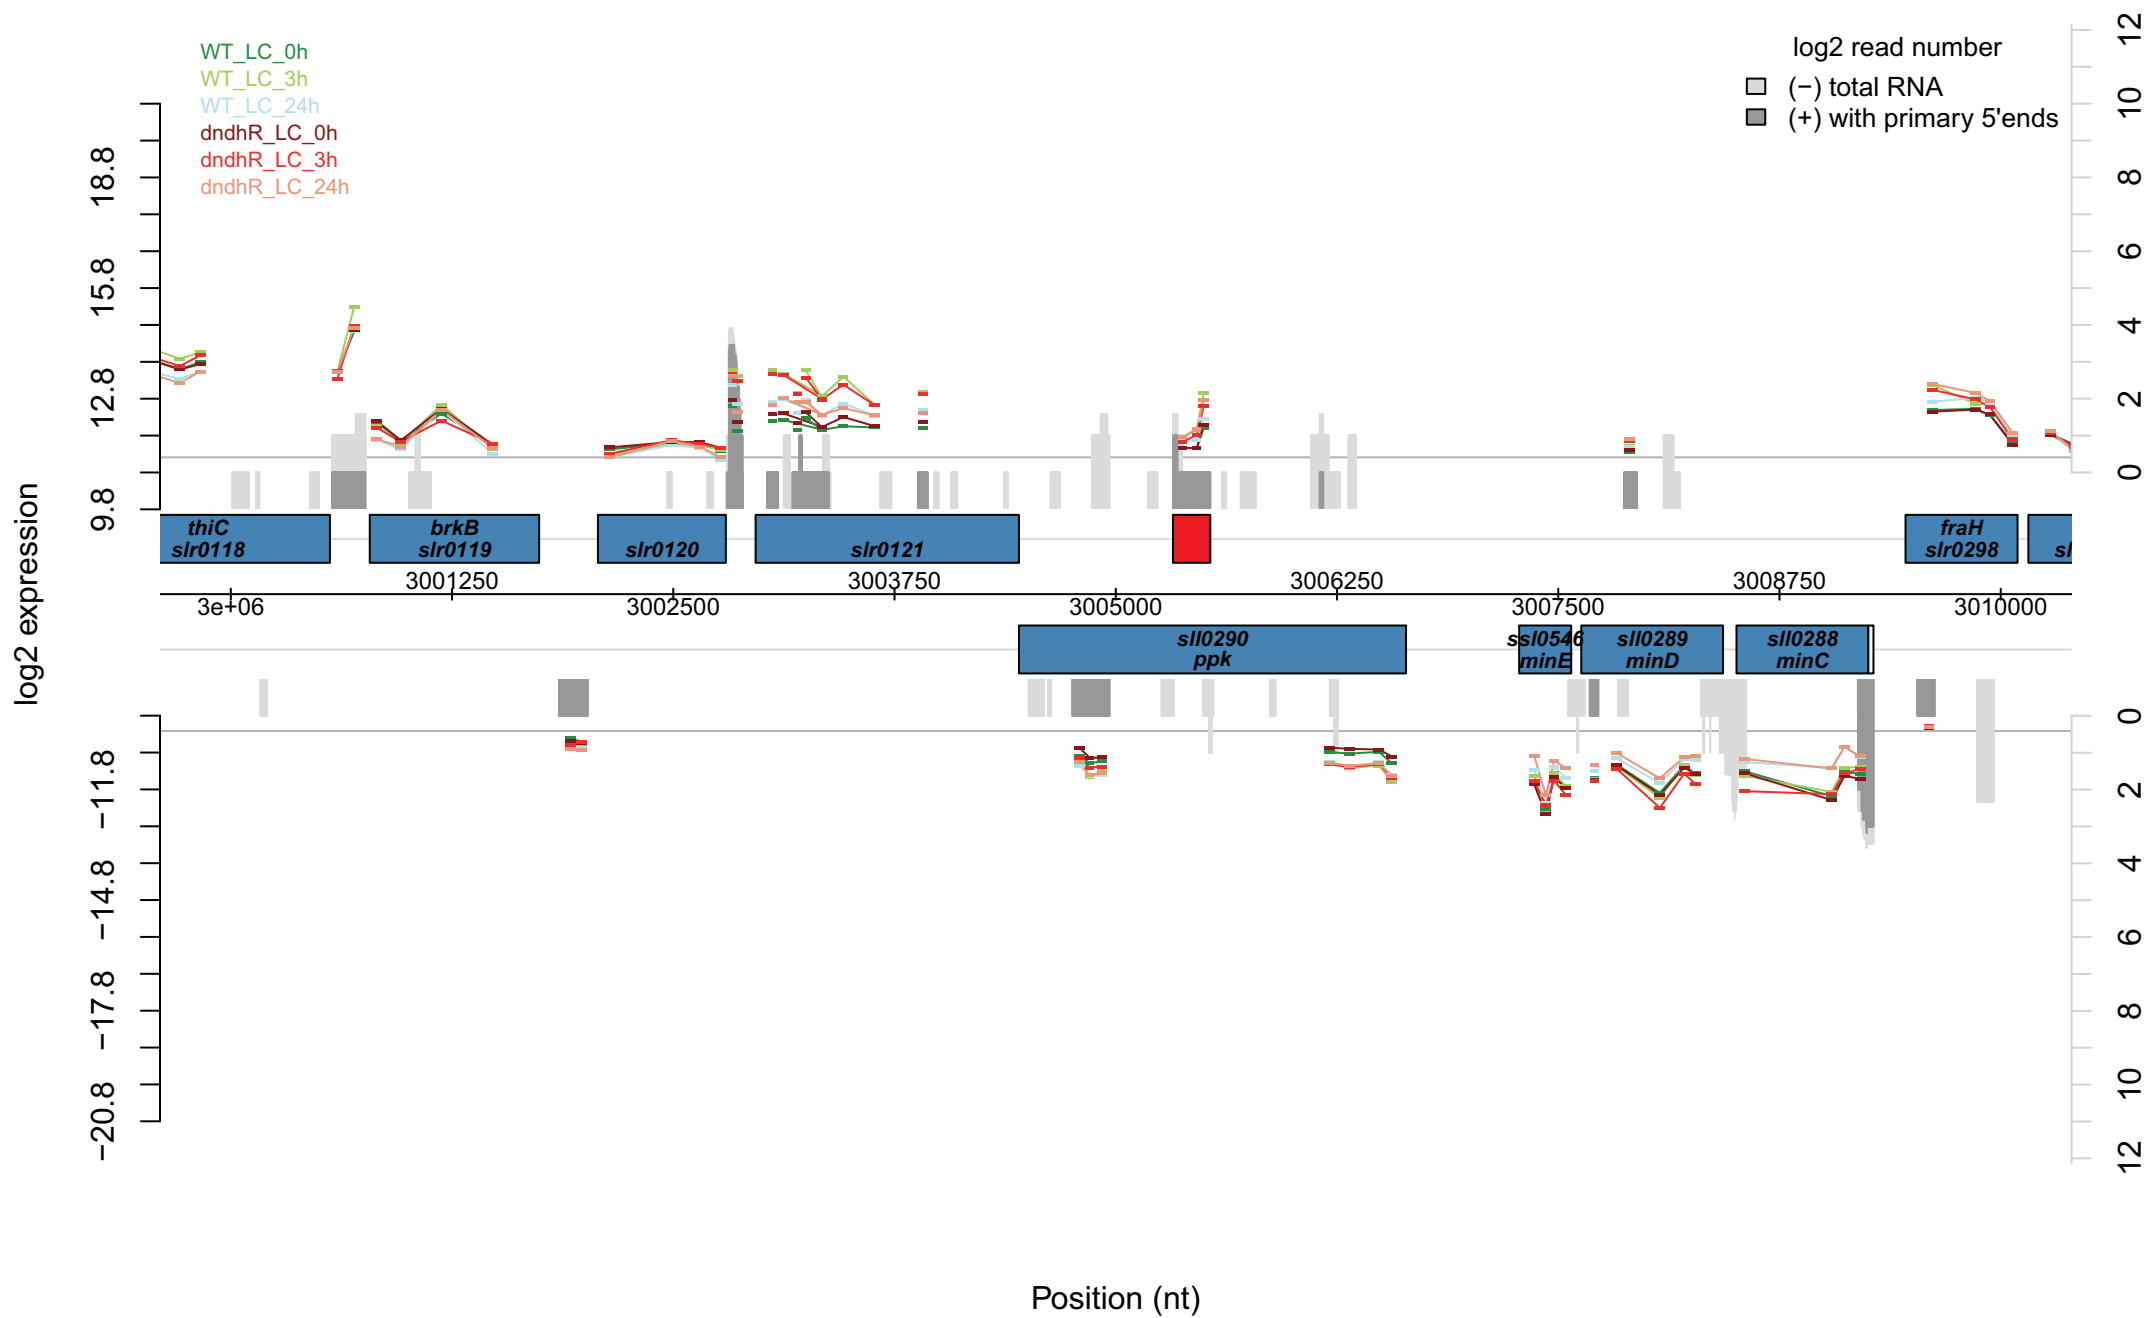 WT_LC_0h
WT_LC_3h
WT_LC_24h
dndhR_LC_0h
dndhR_LC_3h
dndhR_LC_24h
log2 read number
(−) total RNA
(+) with primary 5'ends
log2 expression
18.8
15.8
12.8
9.8
12
10
8
6
4
2
0
thiC
slr0118
brkB
slr0119
slr0120
slr0121
fraH
slr0298
sl
3001250
3003750
3006250
3008750
3e+06
3002500
3005000
3007500
3010000
sll0290
ppk
ssl0546
minE
sll0289
minD
sll0288
minC
−11.8
−14.8
−17.8
−20.8
0
2
4
6
8
10
12
Position (nt)